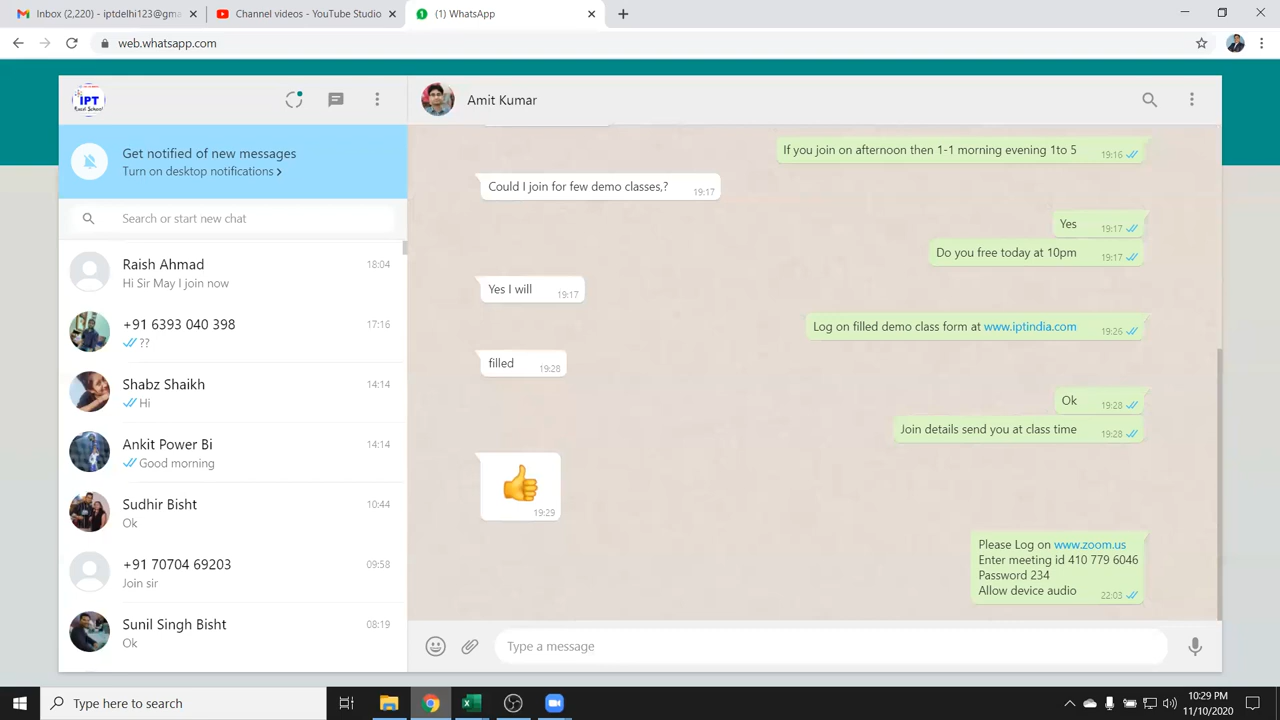 Inbox (2,220) - iptdelhi123@gm
Channel videos - YouTube Studio
(1) WhatsApp
web.whatsapp.com
IPT
Amit Kumar
Get notified of new messages
Turn on desktop notifications >
Search or start new chat
Raish Ahmad 18:04
Hi Sir May I join now
+91 6393 040 398 17:16
??
Shabz Shaikh 14:14
Hi
Ankit Power Bi 14:14
Good morning
Sudhir Bisht 10:44
Ok
+91 70704 69203 09:58
Join sir
Sunil Singh Bisht 08:19
Ok
If you join on afternoon then 1-1 morning evening 1to 5 19:16
Could I join for few demo classes,? 19:17
Yes 19:17
Do you free today at 10pm 19:17
Yes I will 19:17
Log on filled demo class form at www.iptindia.com 19:26
filled 19:28
Ok 19:28
Join details send you at class time 19:28
19:29
Please Log on www.zoom.us
Enter meeting id 410 779 6046
Password 234
Allow device audio 22:03
Type a message
Type here to search
10:29 PM
11/10/2020